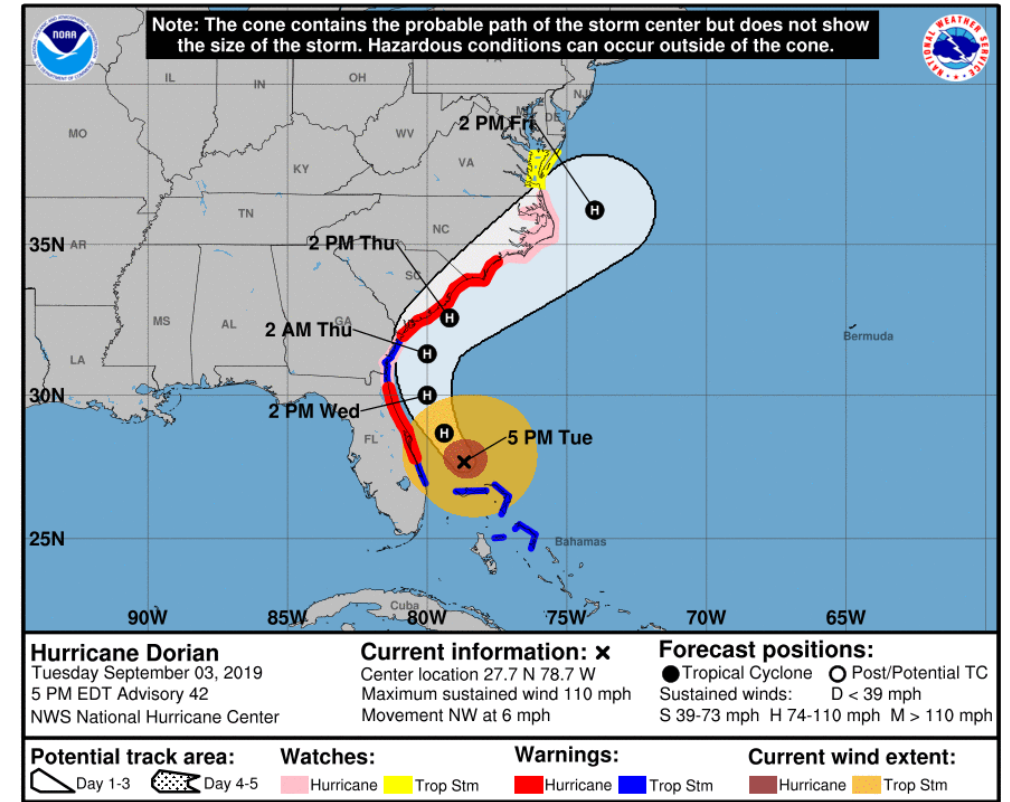 Note: The cone contains the probable path of the storm center but does not show
the size of the storm. Hazardous conditions can occur outside of the cone.
NOAA
NATIONAL WEATHER SERVICE
IL
IN
OH
PA
NJ
MO
WV
2 PM Fri
DE
KY
VA
TN
NC
35N
AR
2 PM Thu
SC
MS
AL
GA
2 AM Thu
LA
Bermuda
30N
2 PM Wed
FL
5 PM Tue
25N
Bahamas
Cuba
90W
85W
80W
75W
70W
65W
H
H
H
H
H
Hurricane Dorian
Tuesday September 03, 2019
5 PM EDT Advisory 42
NWS National Hurricane Center
Current information: ×
Center location 27.7 N 78.7 W
Maximum sustained wind 110 mph
Movement NW at 6 mph
Forecast positions:
Tropical Cyclone Post/Potential TC
Sustained winds: D < 39 mph
S 39-73 mph H 74-110 mph M > 110 mph
Potential track area:
Day 1-3 Day 4-5
Watches:
Hurricane Trop Stm
Warnings:
Hurricane Trop Stm
Current wind extent:
Hurricane Trop Stm